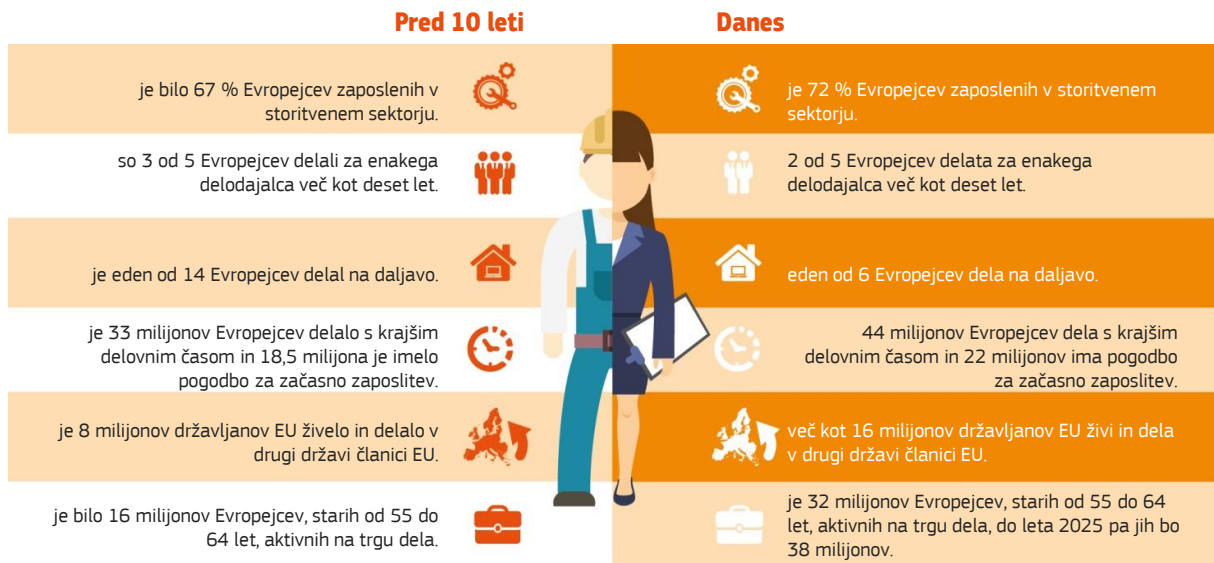 Pred 10 leti
Danes
je bilo 67 % Evropejcev zaposlenih v
storitvenem sektorju.
je 72 % Evropejcev zaposlenih v storitvenem
sektorju.
so 3 od 5 Evropejcev delali za enakega
delodajalca več kot deset let.
2 od 5 Evropejcev delata za enakega
delodajalca več kot deset let.
je eden od 14 Evropejcev delal na daljavo.
eden od 6 Evropejcev dela na daljavo.
je 33 milijonov Evropejcev delalo s krajšim
delovnim časom in 18,5 milijona je imelo
pogodbo za začasno zaposlitev.
44 milijonov Evropejcev dela s krajšim
delovnim časom in 22 milijonov ima pogodbo
za začasno zaposlitev.
je 8 milijonov državljanov EU živelo in delalo v
drugi državi članici EU.
več kot 16 milijonov državljanov EU živi in dela
v drugi državi članici EU.
je bilo 16 milijonov Evropejcev, starih od 55 do
64 let, aktivnih na trgu dela.
je 32 milijonov Evropejcev, starih od 55 do 64
let, aktivnih na trgu dela, do leta 2025 pa jih bo
38 milijonov.